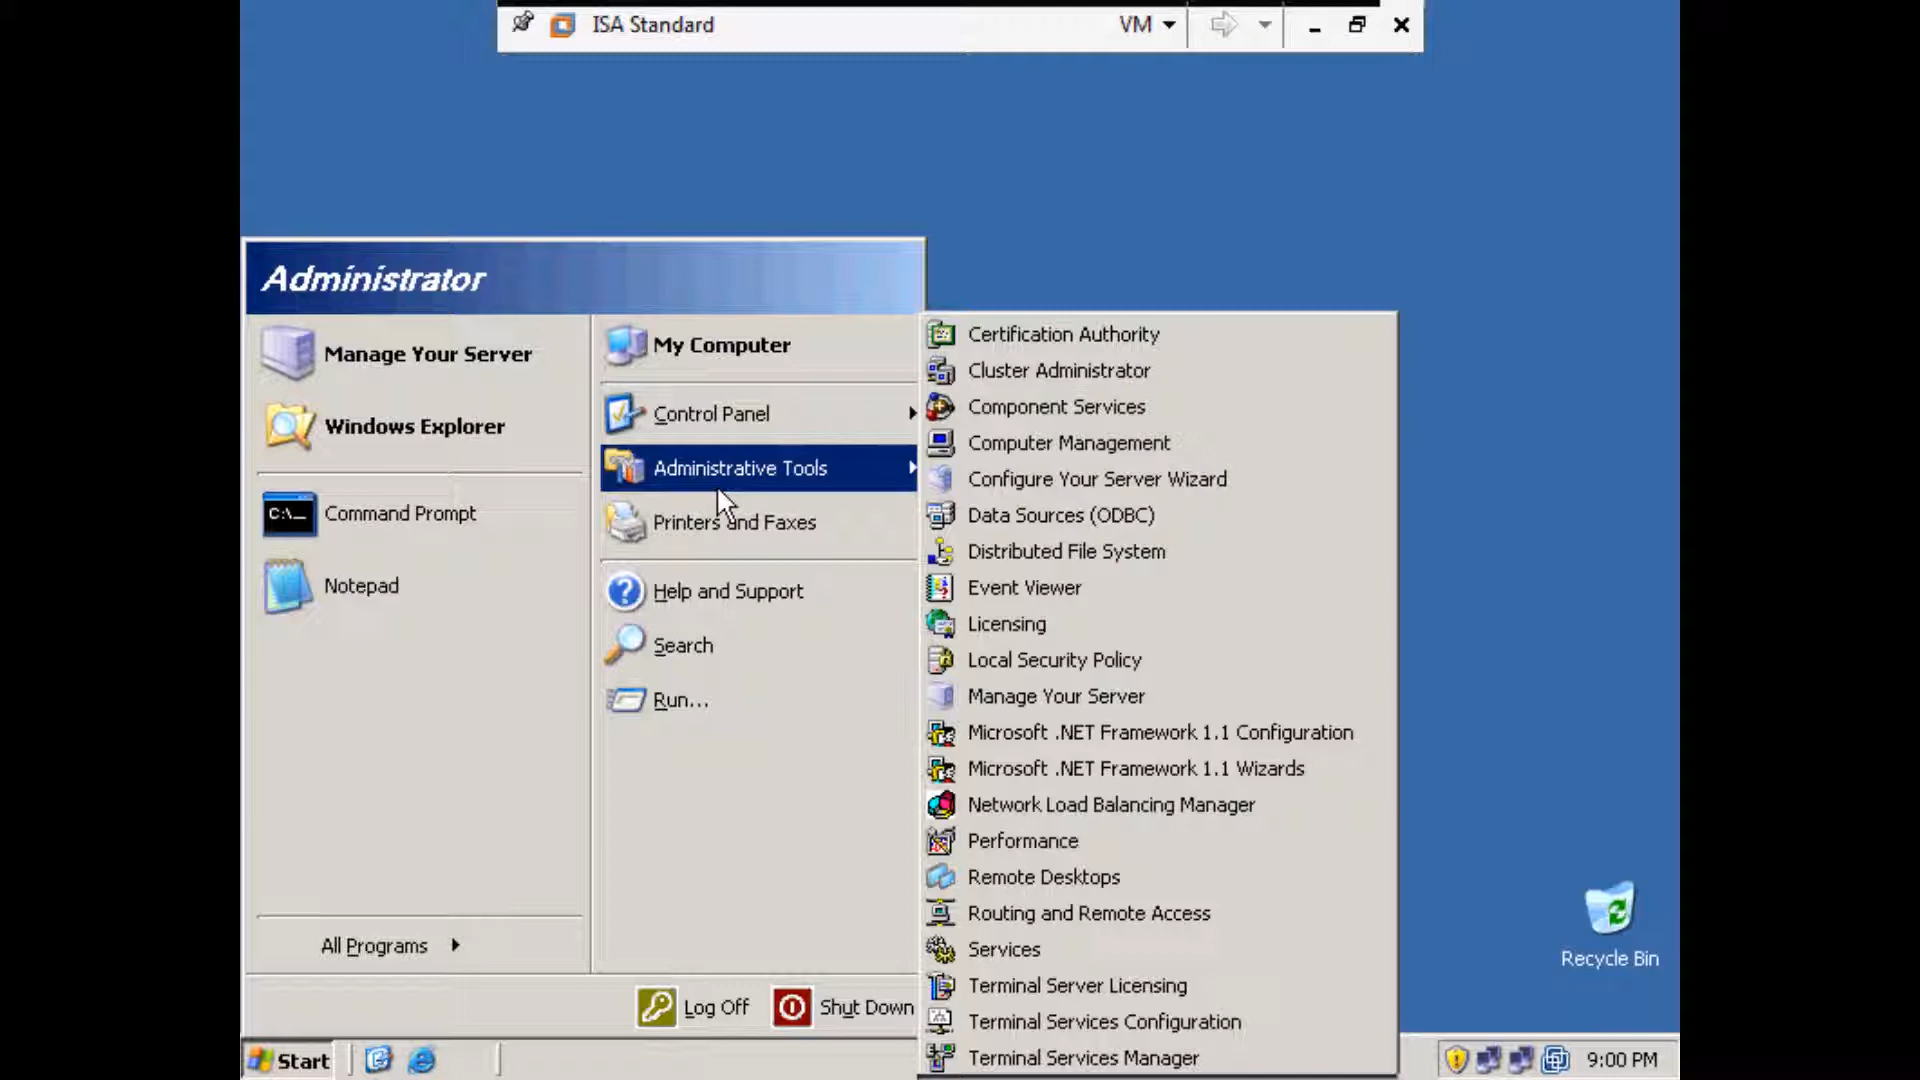 ISA Standard
VM
Administrator
Manage Your Server
Windows Explorer
C:\_
Command Prompt
Notepad
All Programs
My Computer
Control Panel
Administrative Tools
Printers and Faxes
Help and Support
Search
Run...
Log Off
Shut Down
Certification Authority
Cluster Administrator
Component Services
Computer Management
Configure Your Server Wizard
Data Sources (ODBC)
Distributed File System
Event Viewer
Licensing
Local Security Policy
Manage Your Server
Microsoft .NET Framework 1.1 Configuration
Microsoft .NET Framework 1.1 Wizards
Network Load Balancing Manager
Performance
Remote Desktops
Routing and Remote Access
Services
Terminal Server Licensing
Terminal Services Configuration
Terminal Services Manager
Recycle Bin
Start
9:00 PM